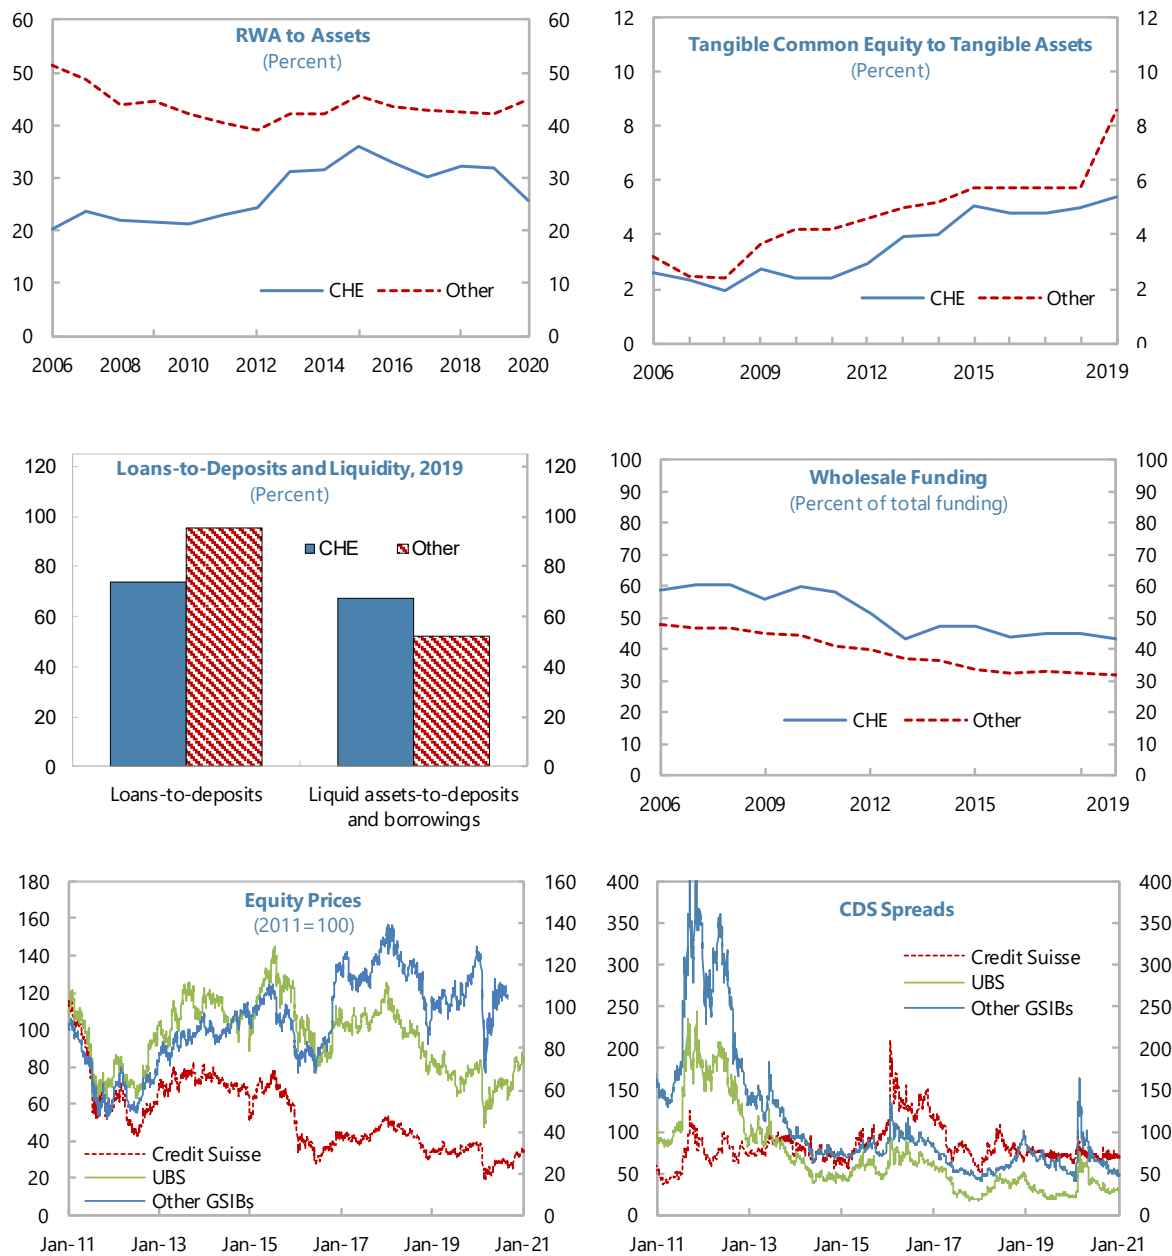 RWA to Assets
(Percent)
60 60
50 50
40 40
30 30
20 20
10 10
0 0
CHE Other
2006 2008 2010 2012 2014 2016 2018 2020
Tangible Common Equity to Tangible Assets
(Percent)
12 12
10 10
8 8
6 6
4 4
2 2
0 0
CHE Other
2006 2009 2012 2015 2019
Loans-to-Deposits and Liquidity, 2019
(Percent)
120 120
100 100
80 80
60 60
40 40
20 20
0 0
CHE Other
Loans-to-deposits
Liquid assets-to-deposits
and borrowings
Wholesale Funding
(Percent of total funding)
100 100
90 90
80 80
70 70
60 60
50 50
40 40
30 30
20 20
10 10
0 0
CHE Other
2006 2009 2012 2015 2019
Equity Prices
(2011=100)
180 160
160 140
140 120
120 100
100 80
80 60
60 40
40 20
20 0
0
Credit Suisse
UBS
Other GSIBs
Jan-11 Jan-13 Jan-15 Jan-17 Jan-19 Jan-21
CDS Spreads
400 400
350 350
300 300
250 250
200 200
150 150
100 100
50 50
0 0
Credit Suisse
UBS
Other GSIBs
Jan-11 Jan-13 Jan-15 Jan-17 Jan-19 Jan-21